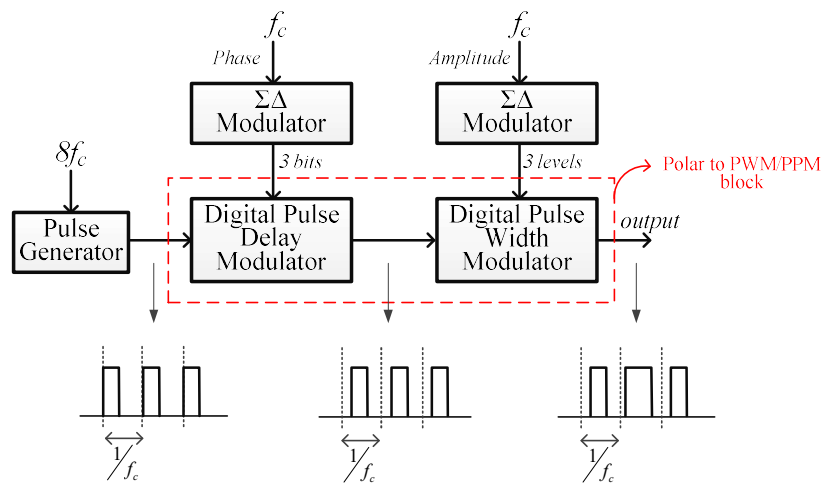 f_c
f_c
Phase
Amplitude
ΣΔ
Modulator
ΣΔ
Modulator
8f_c
3 bits
3 levels
Polar to PWM/PPM
block
Pulse
Generator
Digital Pulse
Delay
Modulator
Digital Pulse
Width
Modulator
output
1/f_c
1/f_c
1/f_c